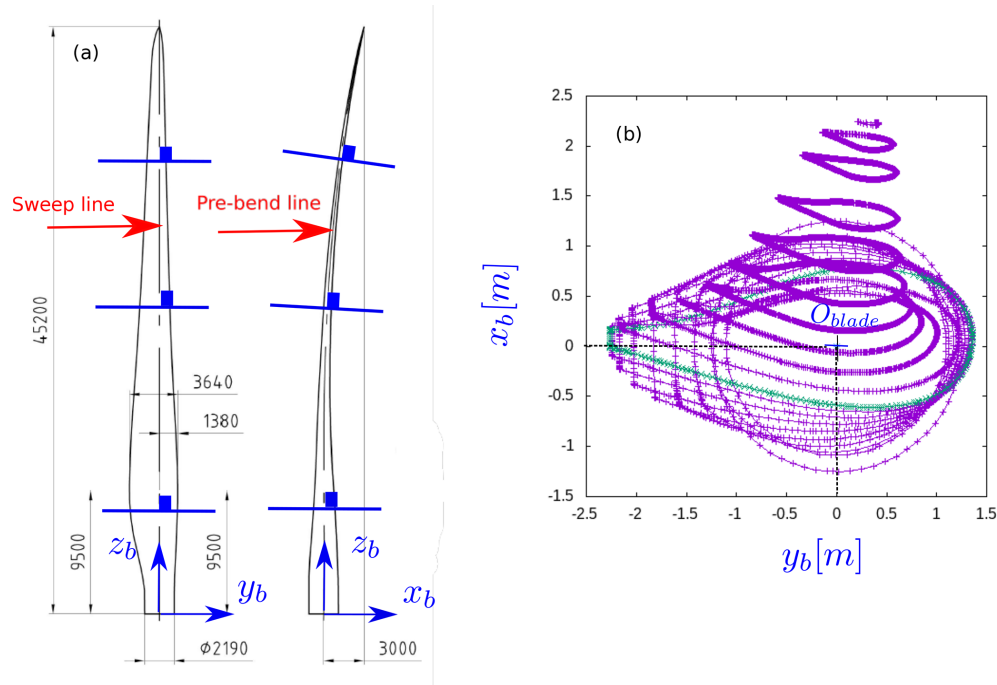 (a)
Sweep line
Pre-bend line
45200
3640
1380
9500
9500
z_b
z_b
y_b
x_b
ϕ2190
3000
(b)
x_b[m]
2.5
2
1.5
1
0.5
0
-0.5
-1
-1.5
O_blade
-2.5 -2 -1.5 -1 -0.5 0 0.5 1 1.5
y_b[m]